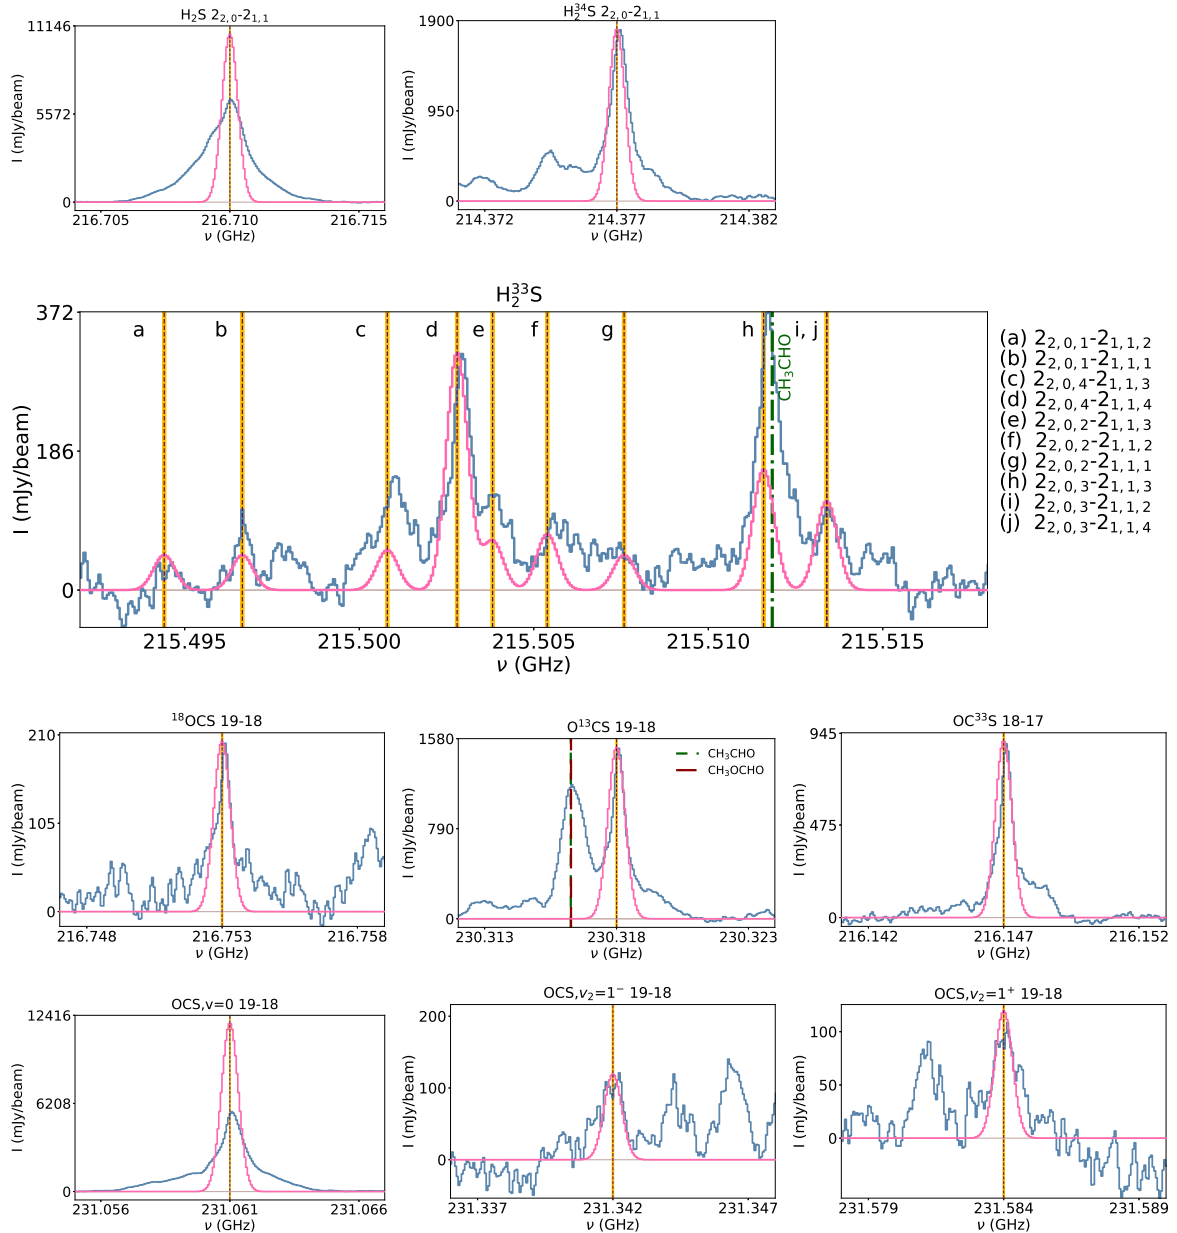 H₂S 2₂,₀-2₁,₁
11146
5572
0
I (mJy/beam)
216.705
216.710
216.715
ν (GHz)
H₂³⁴S 2₂,₀-2₁,₁
1900
950
0
I (mJy/beam)
214.372
214.377
214.382
ν (GHz)
H₂³³S
372
186
0
I (mJy/beam)
a
b
c
d
e
f
g
h
i, j
CH₃CHO
215.495
215.500
215.505
215.510
215.515
ν (GHz)
(a) 2₂,₀,₁-2₁,₁,₂
(b) 2₂,₀,₁-2₁,₁,₁
(c) 2₂,₀,₄-2₁,₁,₃
(d) 2₂,₀,₄-2₁,₁,₄
(e) 2₂,₀,₂-2₁,₁,₃
(f) 2₂,₀,₂-2₁,₁,₂
(g) 2₂,₀,₂-2₁,₁,₁
(h) 2₂,₀,₃-2₁,₁,₃
(i) 2₂,₀,₃-2₁,₁,₂
(j) 2₂,₀,₃-2₁,₁,₄
¹⁸OCS 19-18
210
105
0
I (mJy/beam)
216.748
216.753
216.758
ν (GHz)
O¹³CS 19-18
1580
790
0
I (mJy/beam)
CH₃CHO
CH₃OCHO
230.313
230.318
230.323
ν (GHz)
OC³³S 18-17
945
475
0
I (mJy/beam)
216.142
216.147
216.152
ν (GHz)
OCS,v=0 19-18
12416
6208
0
I (mJy/beam)
231.056
231.061
231.066
ν (GHz)
OCS,ν₂=1⁻ 19-18
200
100
0
I (mJy/beam)
231.337
231.342
231.347
ν (GHz)
OCS,ν₂=1⁺ 19-18
100
50
0
I (mJy/beam)
231.579
231.584
231.589
ν (GHz)